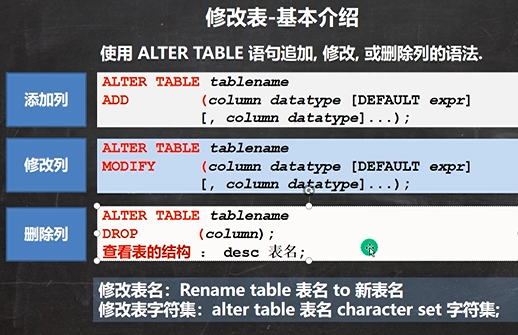 修改表-基本介绍
使用 ALTER TABLE 语句追加, 修改, 或删除列的语法.
添加列
ALTER TABLE tablename
ADD (column datatype [DEFAULT expr]
[, column datatype]...);
修改列
ALTER TABLE tablename
MODIFY (column datatype [DEFAULT expr]
[, column datatype]...);
删除列
ALTER TABLE tablename
DROP (column);
查看表的结构 ： desc 表名;
修改表名：Rename table 表名 to 新表名
修改表字符集：alter table 表名 character set 字符集;